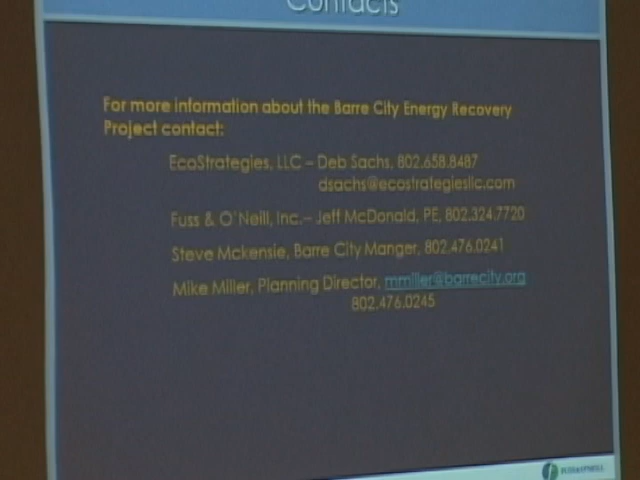 Contacts
For more information about the Barre City Energy Recovery
Project contact:
EcoStrategies, LLC – Deb Sachs, 802.658.8487
dsachs@ecostrategiesllc.com
Fuss & O'Neill, Inc.– Jeff McDonald, PE, 802.324.7720
Steve Mckensie, Barre City Manger, 802.476.0241
Mike Miller, Planning Director, mmiller@barrecity.org
802.476.0245
FUSS&O'NEILL